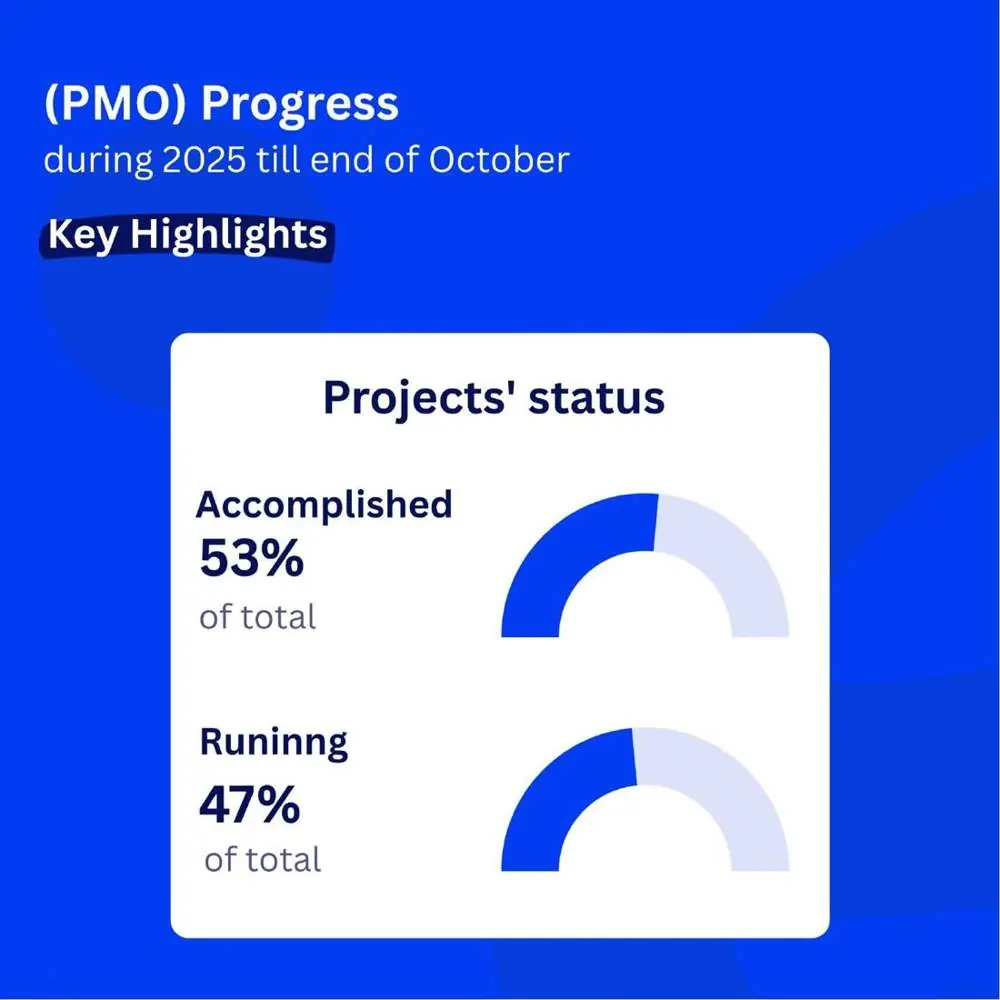 (PMO) Progress
during 2025 till end of October
Key Highlights
Projects' status
Accomplished
53%
of total
Runinng
47%
of total